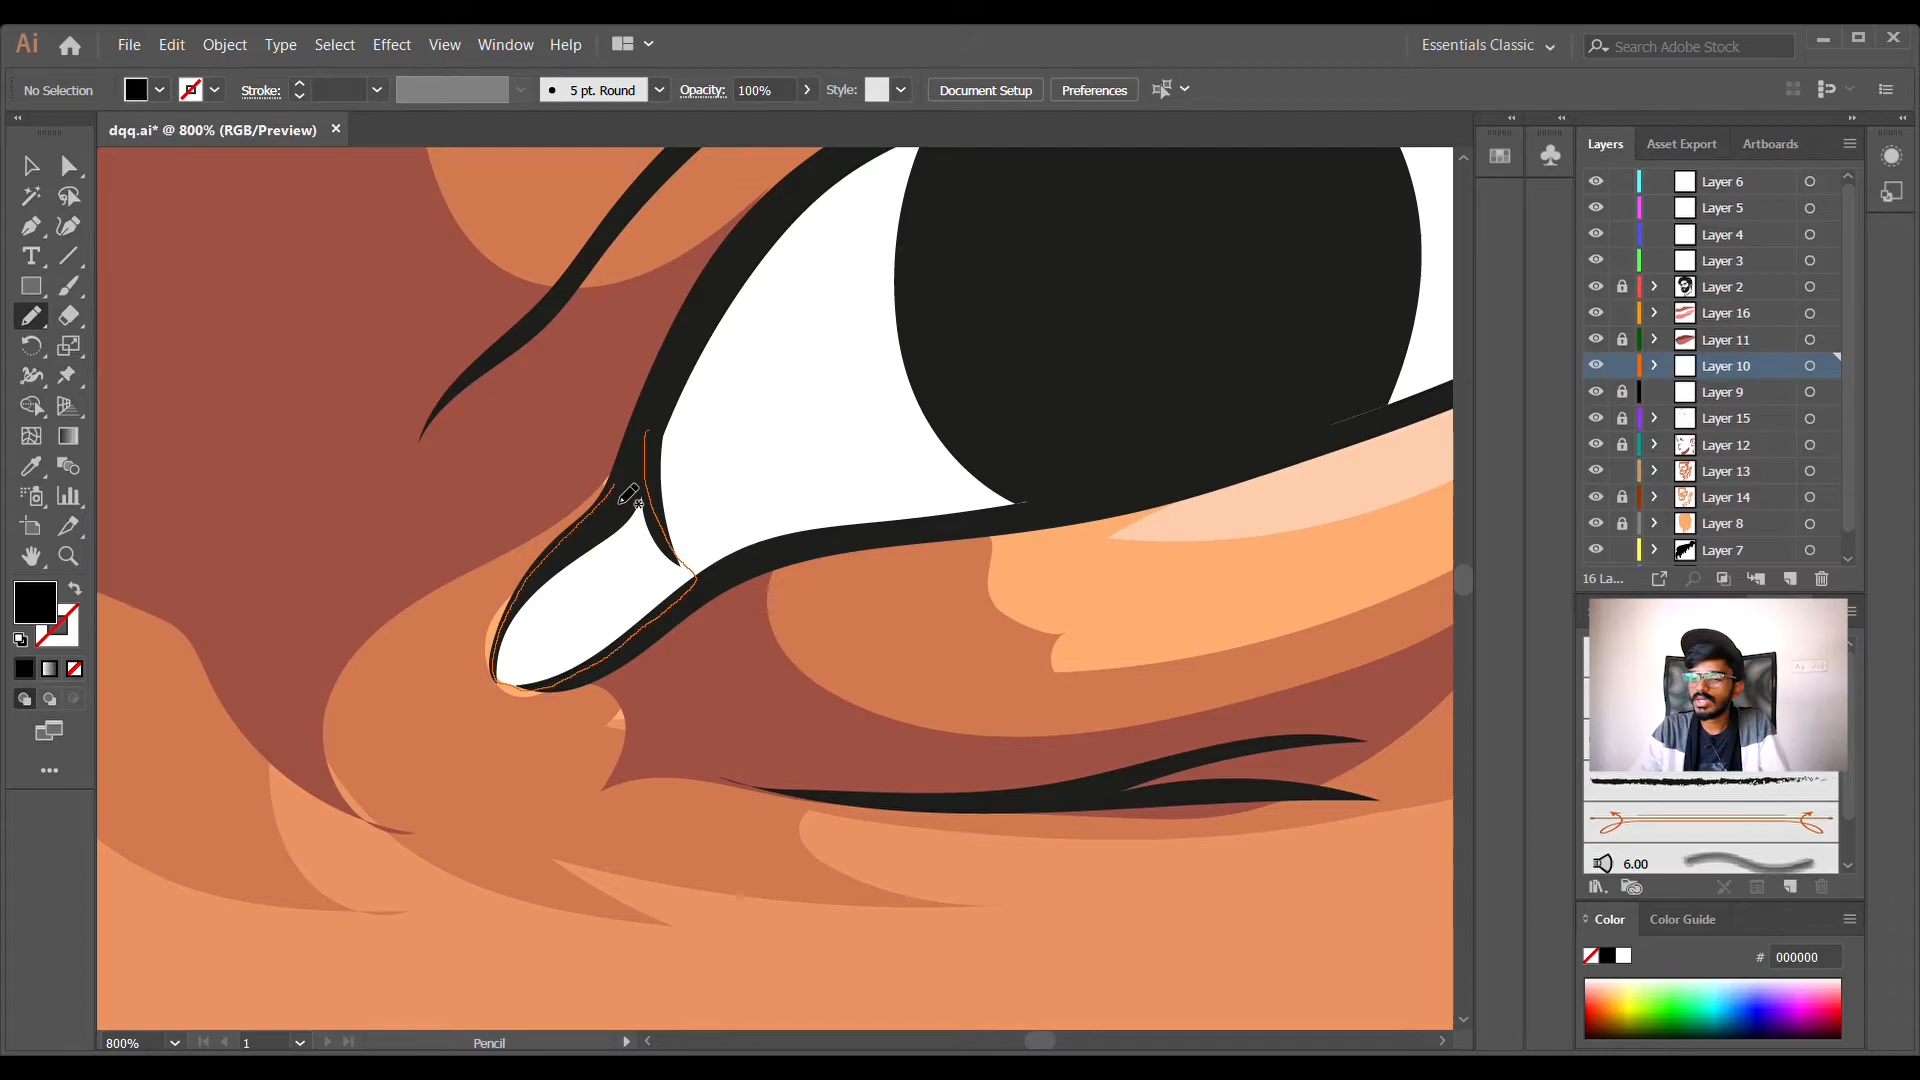 Ai File Edit Object Type Select Effect View Window Help Essentials Classic Search Adobe Stock
No Selection Stroke: 5 pt. Round Opacity: 100% Style: Document Setup Preferences
dqq.ai* @ 800% (RGB/Preview)
Layers Asset Export Artboards
Layer 6
Layer 5
Layer 4
Layer 3
Layer 2
Layer 16
Layer 11
Layer 10
Layer 9
Layer 15
Layer 12
Layer 13
Layer 14
Layer 8
Layer 7
16 La...
6.00
Color Color Guide
# 000000
800% 1 Pencil